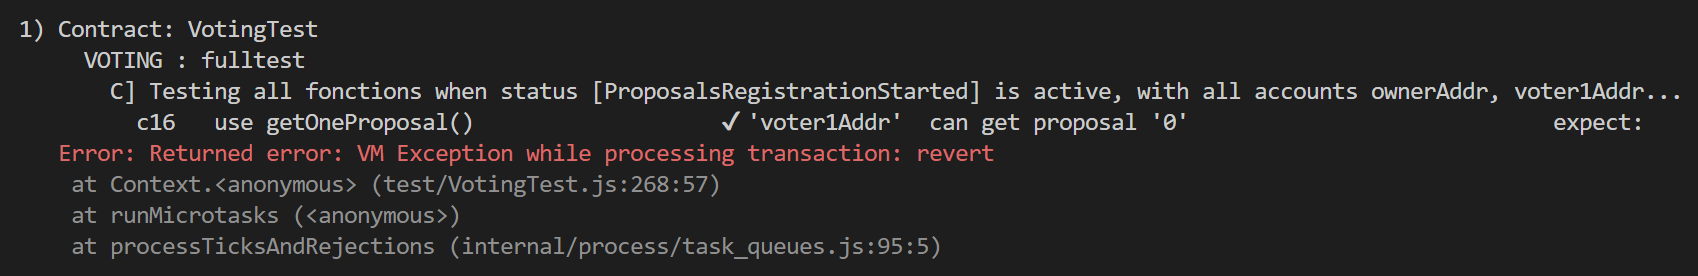 1) Contract: VotingTest
VOTING : fulltest
C] Testing all fonctions when status [ProposalsRegistrationStarted] is active, with all accounts ownerAddr, voter1Addr...
c16 use getOneProposal() ✓ 'voter1Addr' can get proposal '0' expect:
Error: Returned error: VM Exception while processing transaction: revert
at Context.<anonymous> (test/VotingTest.js:268:57)
at runMicrotasks (<anonymous>)
at processTicksAndRejections (internal/process/task_queues.js:95:5)